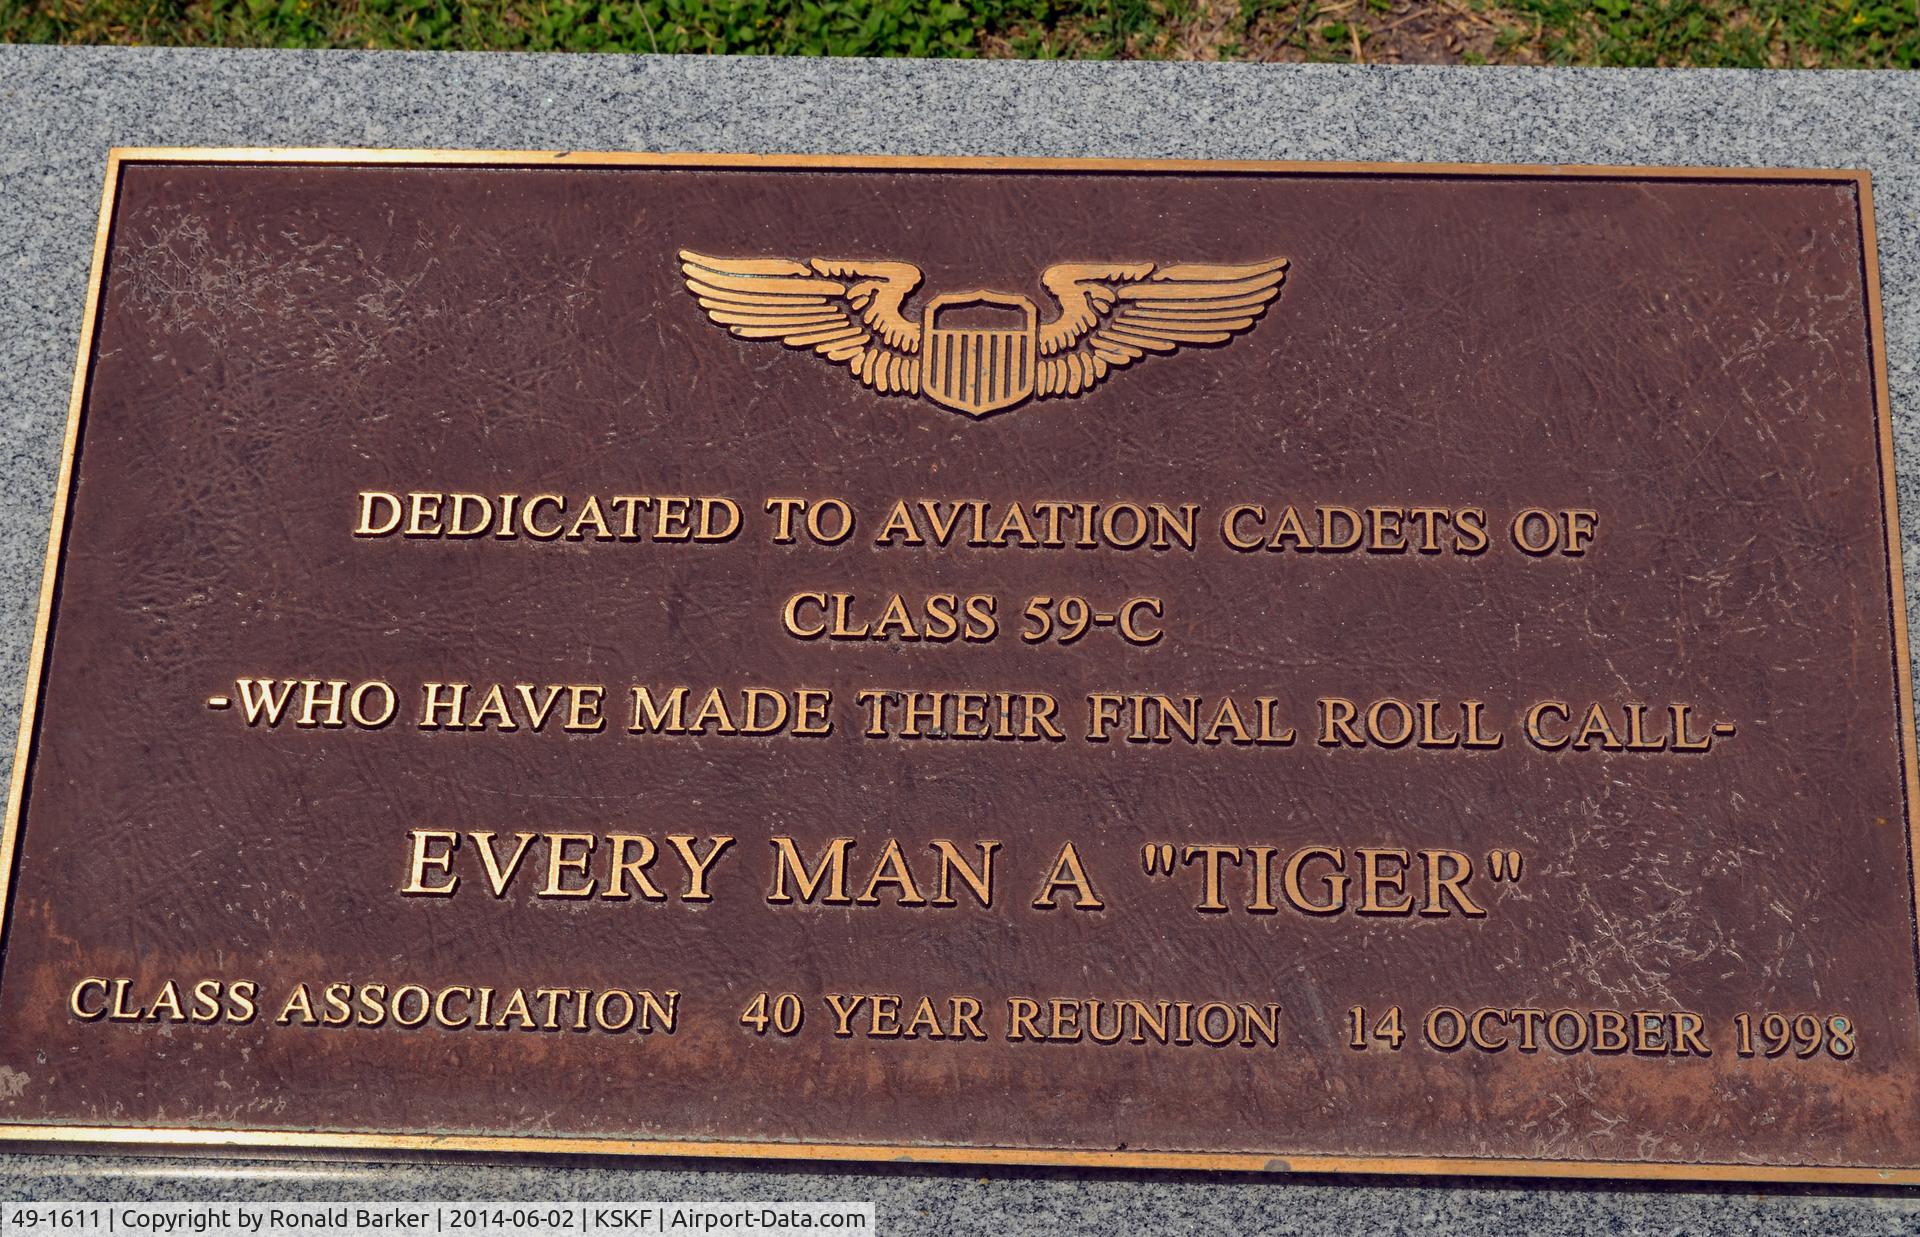 DEDICATED TO AVIATION CADETS OF
CLASS 59-C
-WHO HAVE MADE THEIR FINAL ROLL CALL-
EVERY MAN A "TIGER"
CLASS ASSOCIATION 40 YEAR REUNION 14 OCTOBER 1998
49-1611 | Copyright by Ronald Barker | 2014-06-02 | KSKF | Airport-Data.com